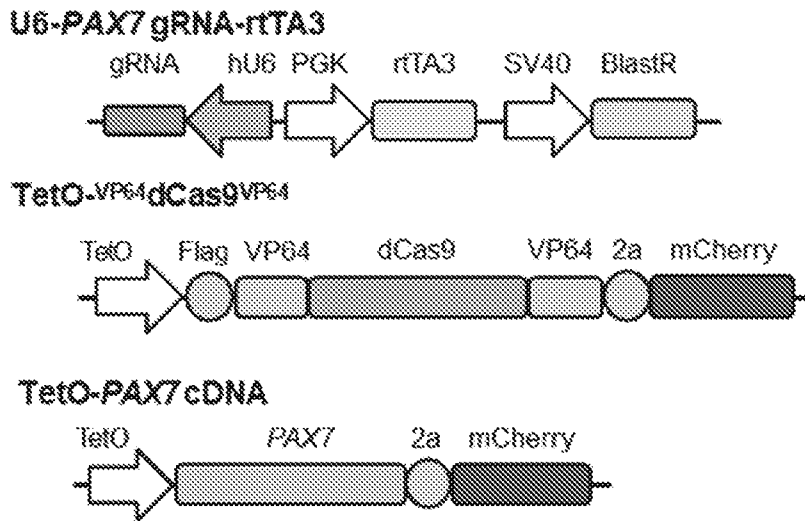 U6-PAX7 gRNA-rtTA3
gRNA hU6 PGK rtTA3 SV40 BlastR
TetO-VP64dCas9VP64
TetO Flag VP64 dCas9 VP64 2a mCherry
TetO-PAX7 cDNA
TetO PAX7 2a mCherry